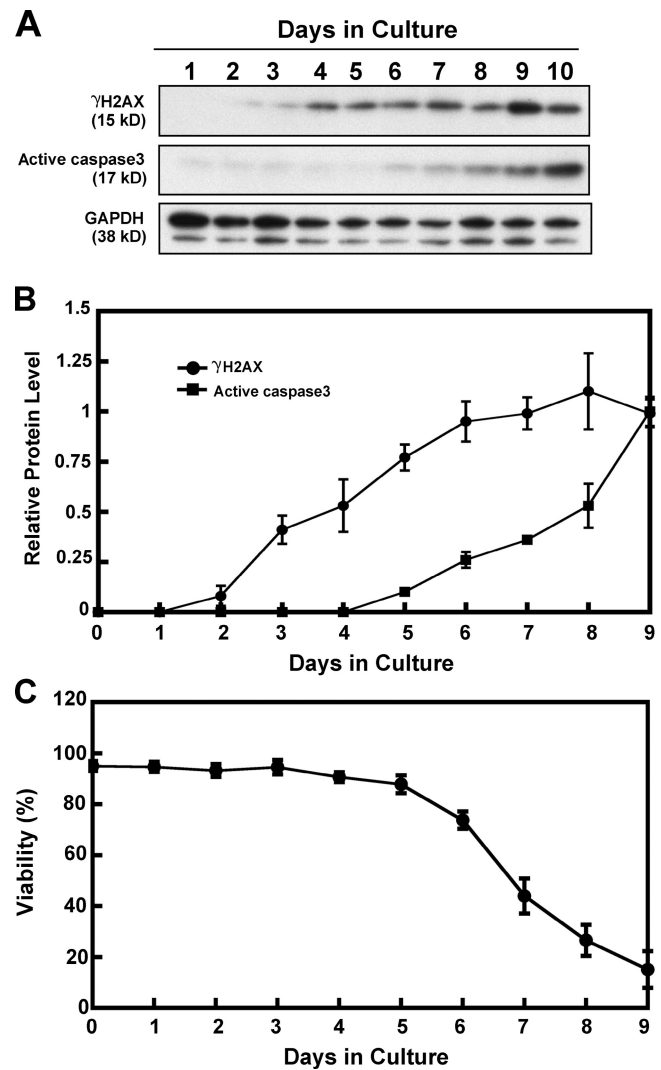 A
Days in Culture
1 2 3 4 5 6 7 8 9 10
γH2AX
(15 kD)
Active caspase3
(17 kD)
GAPDH
(38 kD)
B
1.5
1.25
1
0.75
0.5
0.25
0
Relative Protein Level
γH2AX
Active caspase3
0 1 2 3 4 5 6 7 8 9
Days in Culture
C
120
100
80
60
40
20
0
Viability (%)
0 1 2 3 4 5 6 7 8 9
Days in Culture